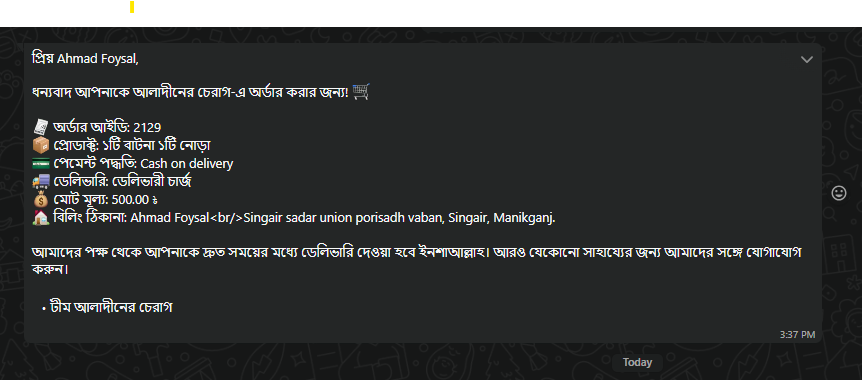 প্রিয় Ahmad Foysal,
ধন্যবাদ আপনাকে আলাদীনের চেরাগ-এ অর্ডার করার জন্য! 🛒
🧾 অর্ডার আইডি: 2129
📦 প্রোডাক্ট: ১টি বাটনা ১টি নোড়া
💳 পেমেন্ট পদ্ধতি: Cash on delivery
🚚 ডেলিভারি: ডেলিভারী চার্জ
💰 মোট মূল্য: 500.00 ৳
🏠 বিলিং ঠিকানা: Ahmad Foysal<br/>Singair sadar union porisadh vaban, Singair, Manikganj.
আমাদের পক্ষ থেকে আপনাকে দ্রুত সময়ের মধ্যে ডেলিভারি দেওয়া হবে ইনশাআল্লাহ। আরও যেকোনো সাহায্যের জন্য আমাদের সঙ্গে যোগাযোগ
করুন।
• টীম আলাদীনের চেরাগ
3:37 PM
Today